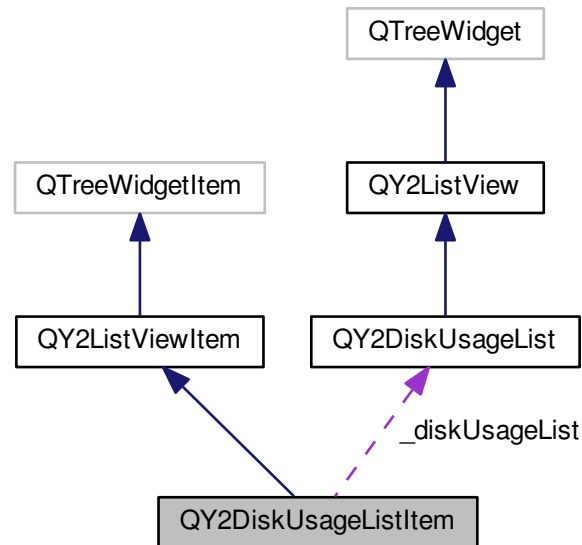 QTreeWidget
QTreeWidgetItem
QY2ListView
QY2ListViewItem
QY2DiskUsageList
_diskUsageList
QY2DiskUsageListItem